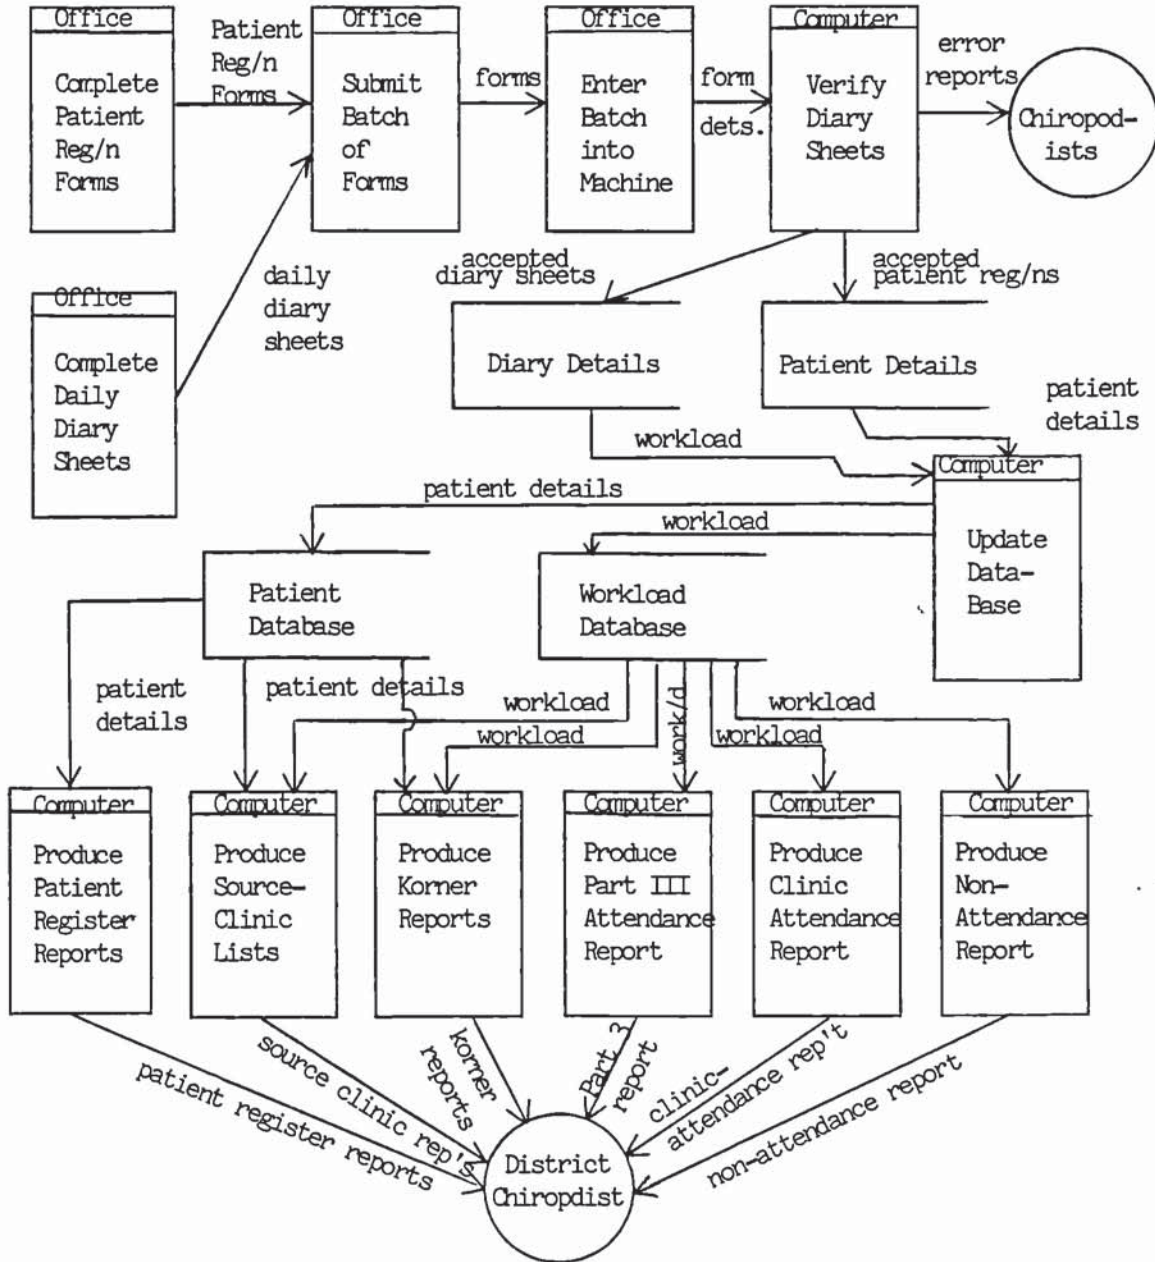 Office
Complete
Patient
Reg/n
Forms
Patient
Reg/n
Forms
Office
Submit
Batch
of
Forms
forms
Office
Enter
Batch
into
Machine
form
dets.
Computer
Verify
Diary
Sheets
error
reports
Chiropod-
ists
Office
Complete
Daily
Diary
Sheets
daily
diary
sheets
accepted
diary sheets
accepted
patient reg/ns
Diary Details
Patient Details
workload
patient
details
Computer
Update
Data-
Base
patient details
workload
Patient
Database
Workload
Database
patient
details
patient details
workload
workload
work/d
workload
workload
Computer
Produce
Patient
Register
Reports
Computer
Produce
Source-
Clinic
Lists
Computer
Produce
Korner
Reports
Computer
Produce
Part III
Attendance
Report
Computer
Produce
Clinic
Attendance
Report
Computer
Produce
Non-
Attendance
Report
patient register reports
source clinic rep's
korner
reports
Part 3
report
clinic-
attendance rep't
non-attendance report
District
Chiropdist